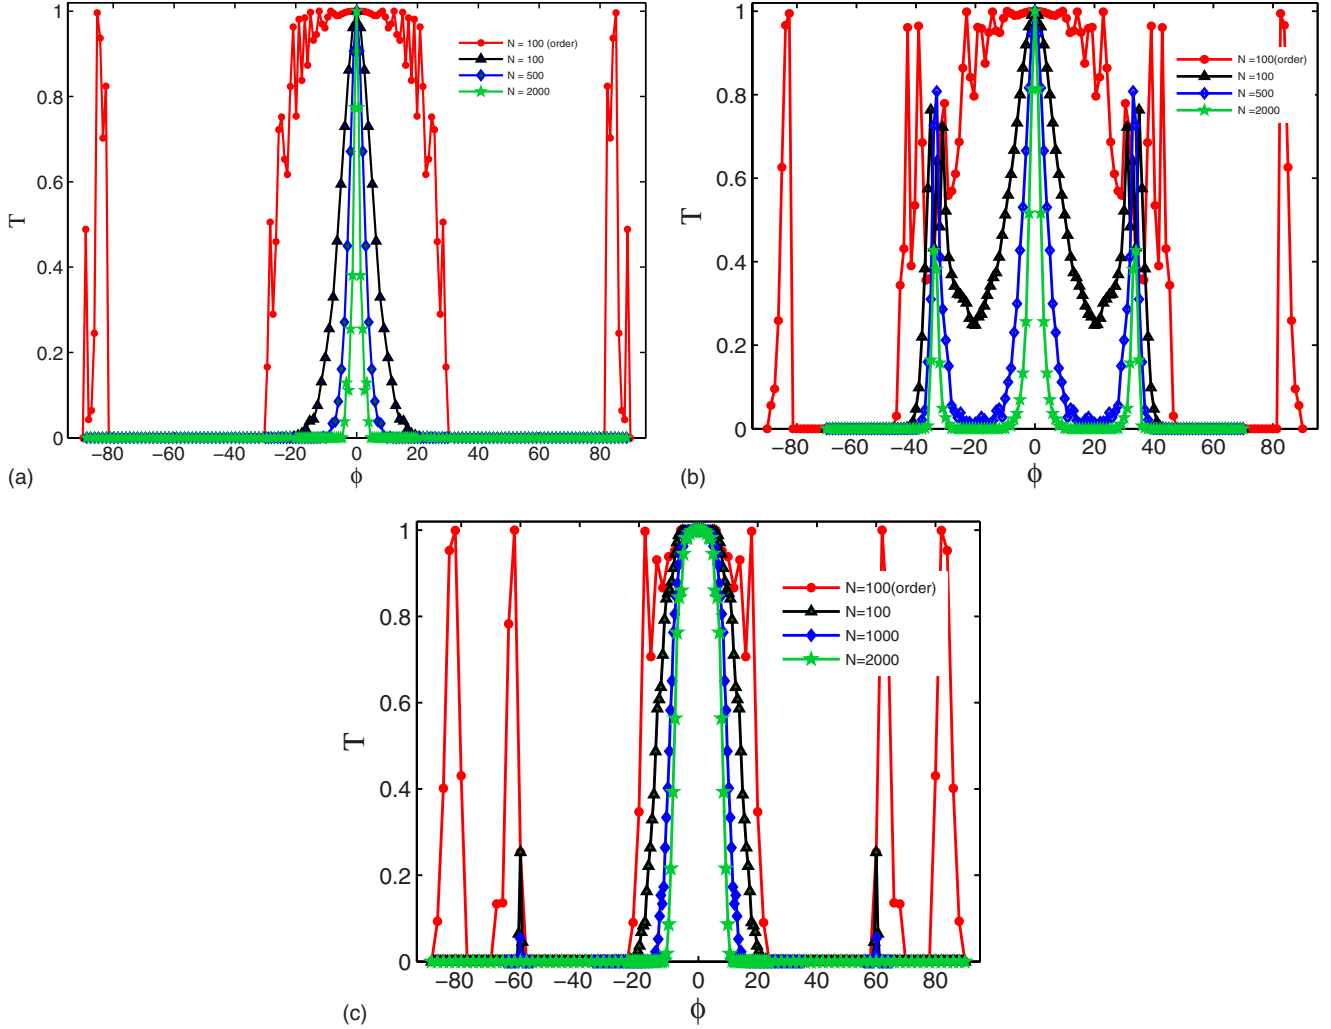 1
0.8
0.6
0.4
0.2
0
T
−80 −60 −40 −20 0 20 40 60 80
ϕ
(a)
N = 100 (order)
N = 100
N = 500
N = 2000
1
0.8
0.6
0.4
0.2
0
T
−80 −60 −40 −20 0 20 40 60 80
ϕ
(b)
N =100(order)
N =100
N =500
N =2000
1
0.8
0.6
0.4
0.2
0
T
−80 −60 −40 −20 0 20 40 60 80
ϕ
(c)
N=100(order)
N=100
N=1000
N=2000